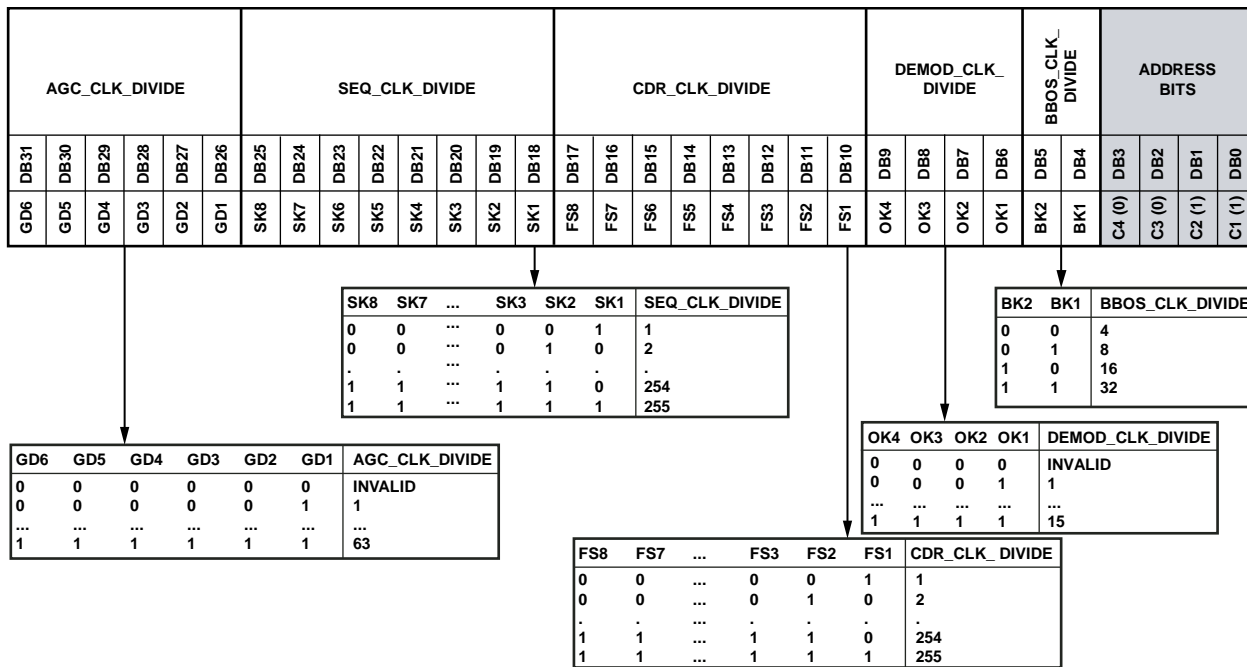 AGC_CLK_DIVIDE SEQ_CLK_DIVIDE CDR_CLK_DIVIDE DEMOD_CLK_ DIVIDE BBOS_CLK_ DIVIDE ADDRESS BITS
DB31 DB30 DB29 DB28 DB27 DB26 DB25 DB24 DB23 DB22 DB21 DB20 DB19 DB18 DB17 DB16 DB15 DB14 DB13 DB12 DB11 DB10 DB9 DB8 DB7 DB6 DB5 DB4 DB3 DB2 DB1 DB0
GD6 GD5 GD4 GD3 GD2 GD1 SK8 SK7 SK6 SK5 SK4 SK3 SK2 SK1 FS8 FS7 FS6 FS5 FS4 FS3 FS2 FS1 OK4 OK3 OK2 OK1 BK2 BK1 C4 (0) C3 (0) C2 (1) C1 (1)
SK8 SK7 ... SK3 SK2 SK1 SEQ_CLK_DIVIDE
0 0 ... 0 0 1 1
0 0 ... 0 1 0 2
. . ... . . . .
1 1 ... 1 1 0 254
1 1 ... 1 1 1 255
BK2 BK1 BBOS_CLK_DIVIDE
0 0 4
0 1 8
1 0 16
1 1 32
GD6 GD5 GD4 GD3 GD2 GD1 AGC_CLK_DIVIDE
0 0 0 0 0 0 INVALID
0 0 0 0 0 1 1
... ... ... ... ... ... ...
1 1 1 1 1 1 63
OK4 OK3 OK2 OK1 DEMOD_CLK_DIVIDE
0 0 0 0 INVALID
0 0 0 1 1
... ... ... ... ...
1 1 1 1 15
FS8 FS7 ... FS3 FS2 FS1 CDR_CLK_ DIVIDE
0 0 ... 0 0 1 1
0 0 ... 0 1 0 2
. . ... . . . .
1 1 ... 1 1 0 254
1 1 ... 1 1 1 255